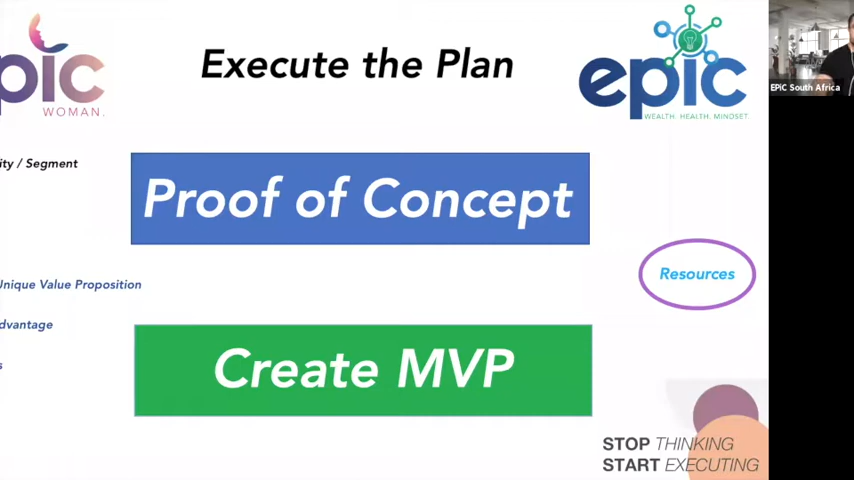 pic
WOMAN.
Execute the Plan
epic
WEALTH. HEALTH. MINDSET
EPiC South Africa
ity / Segment
Proof of Concept
Resources
Unique Value Proposition
dvantage
s
Create MVP
STOP THINKING
START EXECUTING